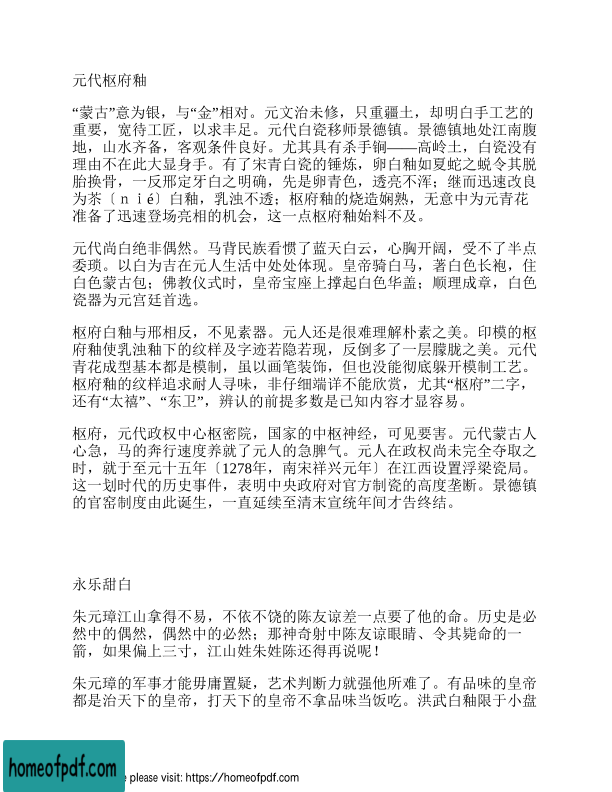 元代枢府釉
“蒙古”意为银，与“金”相对。元文治未修，只重疆土，却明白手工艺的
重要，宽待工匠，以求丰足。元代白瓷移师景德镇。景德镇地处江南腹
地，山水齐备，客观条件良好。尤其具有杀手锏——高岭土，白瓷没有
理由不在此大显身手。有了宋青白瓷的锤炼，卵白釉如夏蛇之蜕令其脱
胎换骨，一反邢定牙白之明确，先是卵青色，透亮不浑；继而迅速改良
为苶〔ｎｉé〕白釉，乳浊不透；枢府釉的烧造娴熟，无意中为元青花
准备了迅速登场亮相的机会，这一点枢府釉始料不及。
元代尚白绝非偶然。马背民族看惯了蓝天白云，心胸开阔，受不了半点
委琐。以白为吉在元人生活中处处体现。皇帝骑白马，著白色长袍，住
白色蒙古包；佛教仪式时，皇帝宝座上撑起白色华盖；顺理成章，白色
瓷器为元宫廷首选。
枢府白釉与邢相反，不见素器。元人还是很难理解朴素之美。印模的枢
府釉使乳浊釉下的纹样及字迹若隐若现，反倒多了一层朦胧之美。元代
青花成型基本都是模制，虽以画笔装饰，但也没能彻底躲开模制工艺。
枢府釉的纹样追求耐人寻味，非仔细端详不能欣赏，尤其“枢府”二字，
还有“太禧”、“东卫”，辨认的前提多数是已知内容才显容易。
枢府，元代政权中心枢密院，国家的中枢神经，可见要害。元代蒙古人
心急，马的奔行速度养就了元人的急脾气。元人在政权尚未完全夺取之
时，就于至元十五年〔1278年，南宋祥兴元年〕在江西设置浮梁瓷局。
这一划时代的历史事件，表明中央政府对官方制瓷的高度垄断。景德镇
的官窑制度由此诞生，一直延续至清末宣统年间才告终结。
永乐甜白
朱元璋江山拿得不易，不依不饶的陈友谅差一点要了他的命。历史是必
然中的偶然，偶然中的必然；那神奇射中陈友谅眼睛、令其毙命的一
箭，如果偏上三寸，江山姓朱姓陈还得再说呢！
朱元璋的军事才能毋庸置疑，艺术判断力就强他所难了。有品味的皇帝
都是治天下的皇帝，打天下的皇帝不拿品味当饭吃。洪武白釉限于小盘
homeofpdf.com
e please visit: https://homeofpdf.com